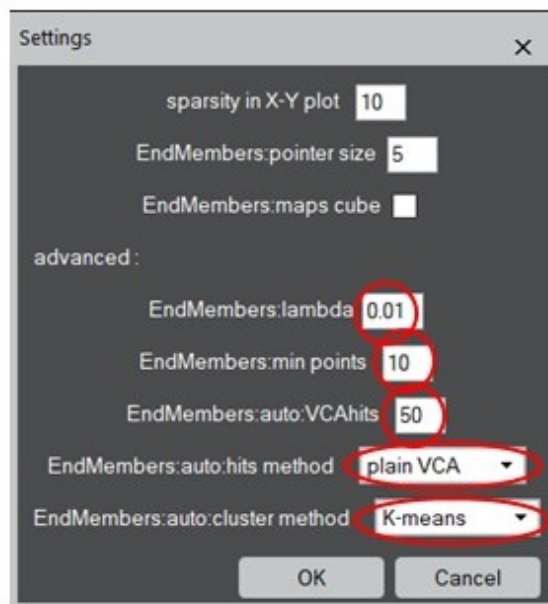 Settings
sparsity in X-Y plot 10
EndMembers:pointer size 5
EndMembers:maps cube
advanced :
EndMembers:lambda 0.01
EndMembers:min points 10
EndMembers:auto:VCAhits 50
EndMembers:auto:hits method plain VCA
EndMembers:auto:cluster method K-means
OK Cancel